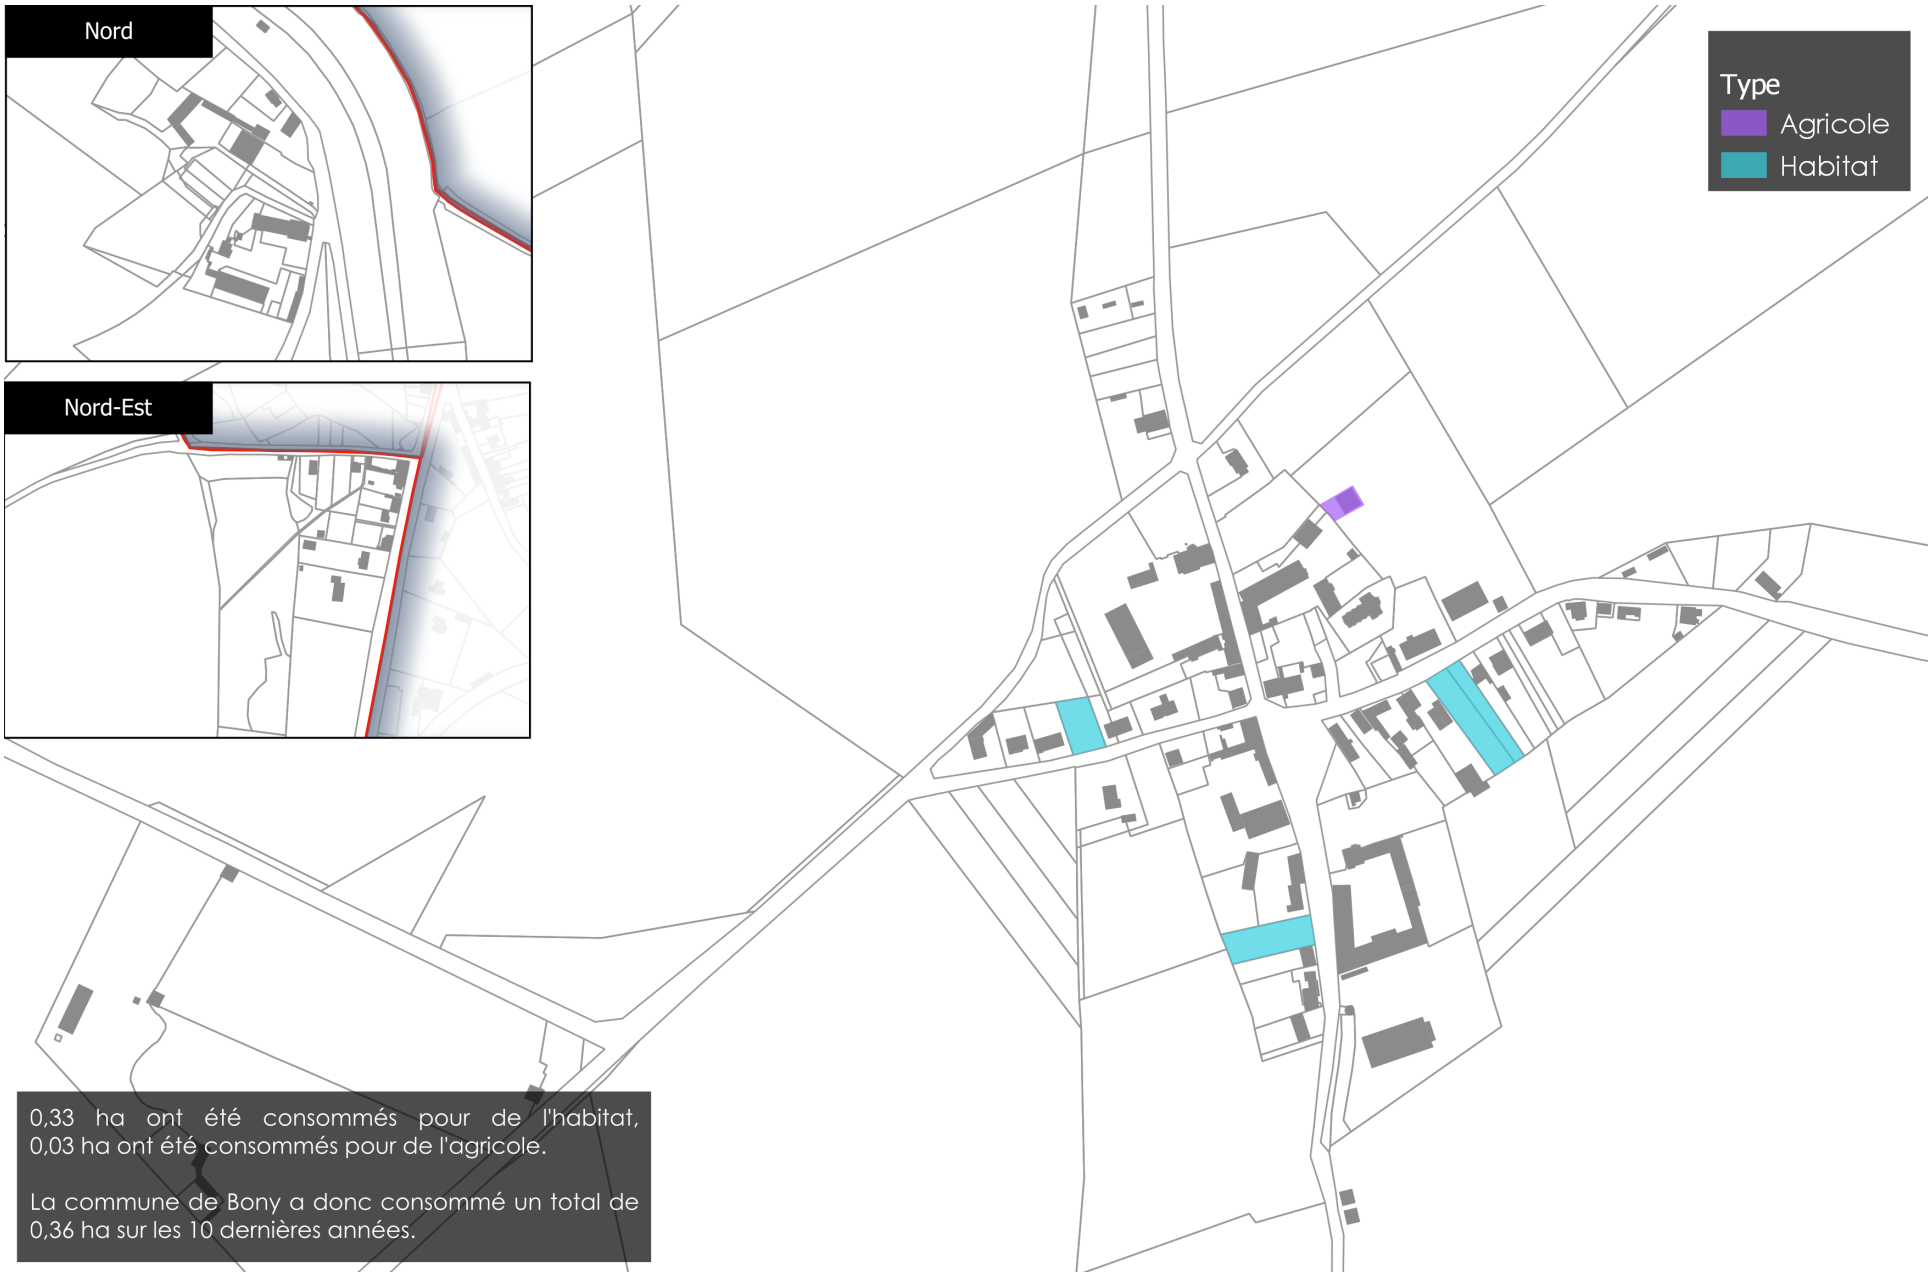 Nord
Nord-Est
Type
Agricole
Habitat
0,33 ha ont été consommés pour de l'habitat,
0,03 ha ont été consommés pour de l'agricole.
La commune de Bony a donc consommé un total de
0,36 ha sur les 10 dernières années.